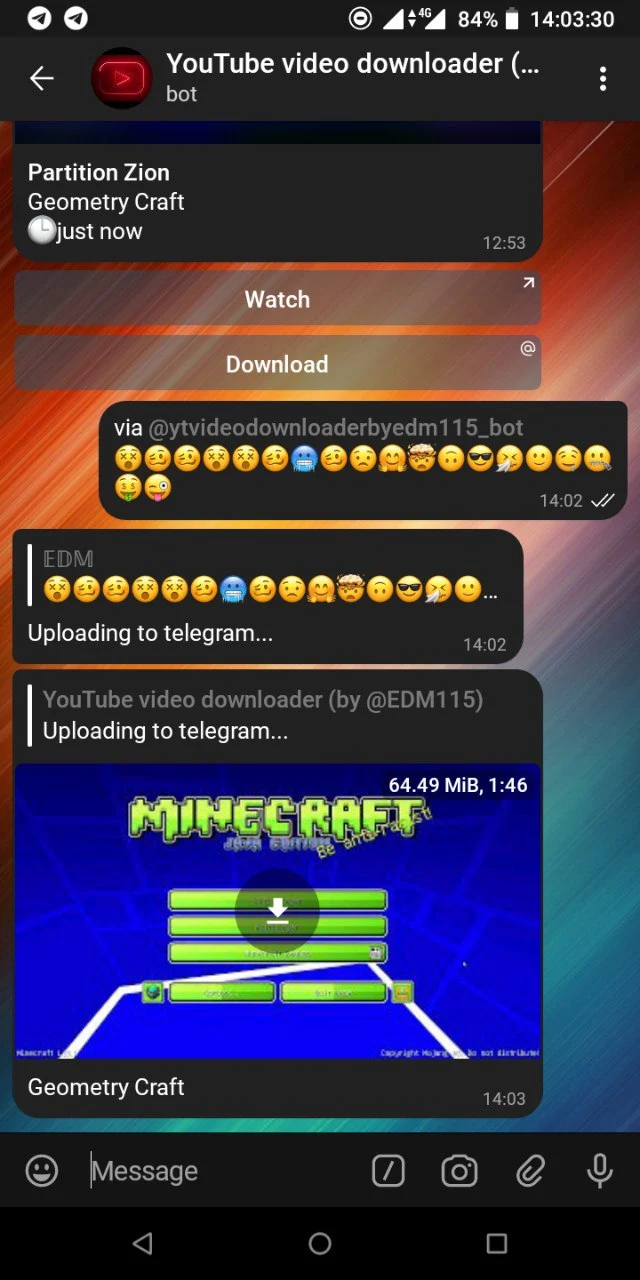 4G 84% 14:03:30
YouTube video downloader (…
bot
Partition Zion
Geometry Craft
just now
12:53
Watch
Download
@
via @ytvideodownloaderbyedm115_bot
14:02
𝔼𝔻𝕄
...
Uploading to telegram...
14:02
YouTube video downloader (by @EDM115)
Uploading to telegram...
64.49 MiB, 1:46
MINECRAFT
JAVA EDITION
Be anti-racist!
Minecraft
Copyright Mojang Do not distribute!
Geometry Craft
14:03
Message